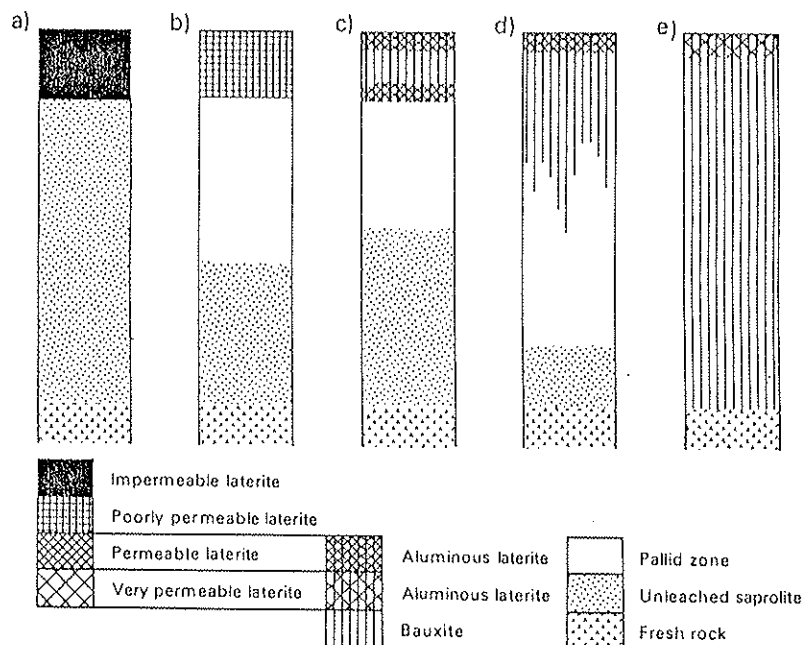 a)
b)
c)
d)
e)
Impermeable laterite
Poorly permeable laterite
Permeable laterite
Very permeable laterite
Aluminous laterite
Aluminous laterite
Bauxite
Pallid zone
Unleached saprolite
Fresh rock